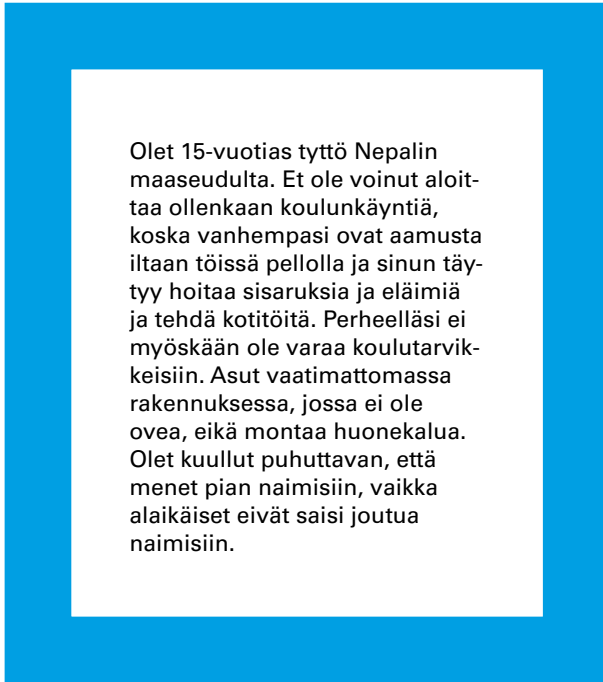 Olet 15-vuotias tyttö Nepalin
maaseudulta. Et ole voinut aloit-
taa ollenkaan koulunkäyntiä,
koska vanhempasi ovat aamusta
iltaan töissä pellolla ja sinun täy-
tyy hoitaa sisaruksia ja eläimiä
ja tehdä kotitöitä. Perheelläsi ei
myöskään ole varaa koulutarvik-
keisiin. Asut vaatimattomassa
rakennuksessa, jossa ei ole
ovea, eikä montaa huonekalua.
Olet kuullut puhuttavan, että
menet pian naimisiin, vaikka
alaikäiset eivät saisi joutua
naimisiin.